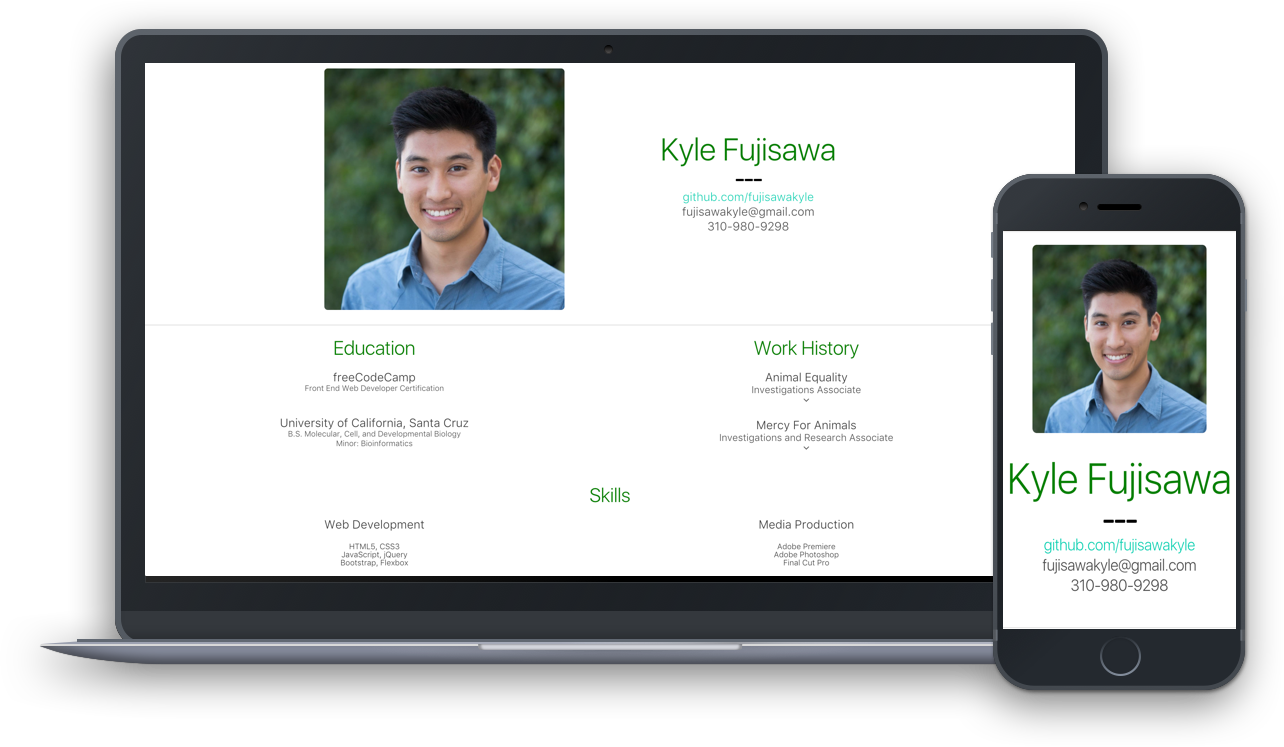 Kyle Fujisawa
---
github.com/fujisawakyle
fujisawakyle@gmail.com
310-980-9298
Education
freeCodeCamp
Front End Web Developer Certification
University of California, Santa Cruz
B.S. Molecular, Cell, and Developmental Biology
Minor: Bioinformatics
Work History
Animal Equality
Investigations Associate
Mercy For Animals
Investigations and Research Associate
Skills
Web Development
HTML5, CSS3
JavaScript, jQuery
Bootstrap, Flexbox
Media Production
Adobe Premiere
Adobe Photoshop
Final Cut Pro
Kyle Fujisawa
---
github.com/fujisawakyle
fujisawakyle@gmail.com
310-980-9298